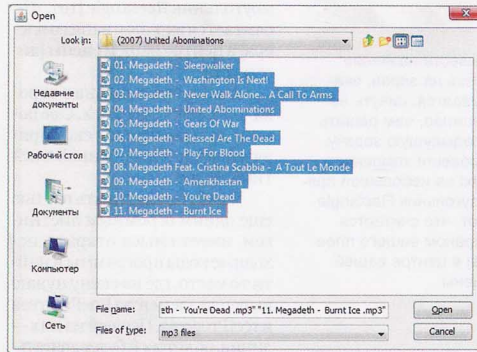 Open
Look in: (2007) United Abominations
01. Megadeth - Sleepwalker
02. Megadeth - Washington Is Next!
03. Megadeth - Never Walk Alone... A Call To Arms
04. Megadeth - United Abominations
05. Megadeth - Gears Of War
06. Megadeth - Blessed Are The Dead
07. Megadeth - Play For Blood
08. Megadeth Feat. Cristina Scabbia - A Tout Le Monde
09. Megadeth - Amerikhastan
10. Megadeth - You're Dead
11. Megadeth - Burnt Ice
Недавние
документы
Рабочий стол
Документы
Компьютер
Сеть
File name: eth - You're Dead .mp3" "11. Megadeth - Burnt Ice .mp3"
Open
Files of type: mp3 files
Cancel